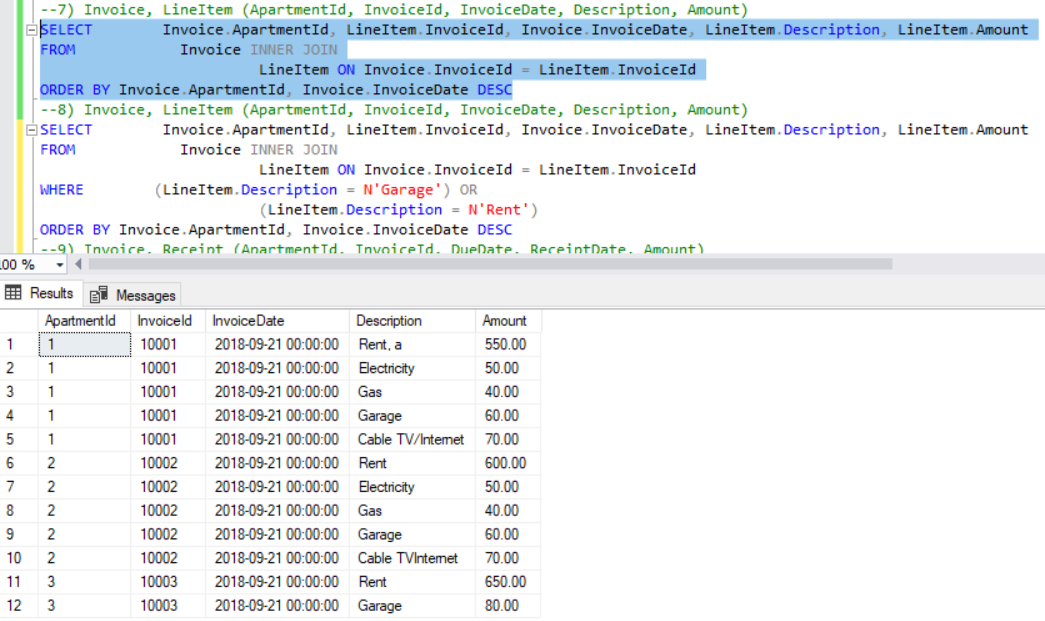 --7) Invoice, LineItem (ApartmentId, InvoiceId, InvoiceDate, Description, Amount)
SELECT Invoice.ApartmentId, LineItem.InvoiceId, Invoice.InvoiceDate, LineItem.Description, LineItem.Amount
FROM Invoice INNER JOIN
LineItem ON Invoice.InvoiceId = LineItem.InvoiceId
ORDER BY Invoice.ApartmentId, Invoice.InvoiceDate DESC
--8) Invoice, LineItem (ApartmentId, InvoiceId, InvoiceDate, Description, Amount)
SELECT Invoice.ApartmentId, LineItem.InvoiceId, Invoice.InvoiceDate, LineItem.Description, LineItem.Amount
FROM Invoice INNER JOIN
LineItem ON Invoice.InvoiceId = LineItem.InvoiceId
WHERE (LineItem.Description = N'Garage') OR
(LineItem.Description = N'Rent')
ORDER BY Invoice.ApartmentId, Invoice.InvoiceDate DESC
--9) Invoice, Receipt (ApartmentId, InvoiceId, DueDate, ReceiptDate, Amount)
100 %
Results Messages
ApartmentId InvoiceId InvoiceDate Description Amount
1 1 10001 2018-09-21 00:00:00 Rent, a 550.00
2 1 10001 2018-09-21 00:00:00 Electricity 50.00
3 1 10001 2018-09-21 00:00:00 Gas 40.00
4 1 10001 2018-09-21 00:00:00 Garage 60.00
5 1 10001 2018-09-21 00:00:00 Cable TV/Internet 70.00
6 2 10002 2018-09-21 00:00:00 Rent 600.00
7 2 10002 2018-09-21 00:00:00 Electricity 50.00
8 2 10002 2018-09-21 00:00:00 Gas 40.00
9 2 10002 2018-09-21 00:00:00 Garage 60.00
10 2 10002 2018-09-21 00:00:00 Cable TVInternet 70.00
11 3 10003 2018-09-21 00:00:00 Rent 650.00
12 3 10003 2018-09-21 00:00:00 Garage 80.00